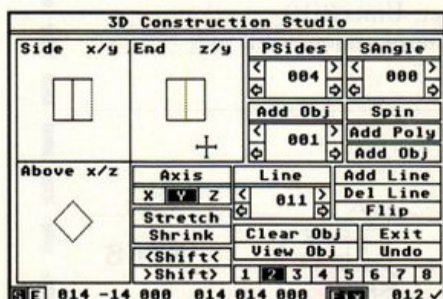 3D Construction Studio
Side x/y End z/y PSides SAngle
< 004 > < 000 >
Add Obj Spin
< 001 > Add Poly
Add Obj
Above x/z Axis Line Add Line
X Y Z < 011 > Del Line
Stretch Flip
Shrink Clear Obj Exit
<Shift< View Obj Undo
>Shift> 1 2 3 4 5 6 7 8
S E 014 -14 000 014 014 000 012